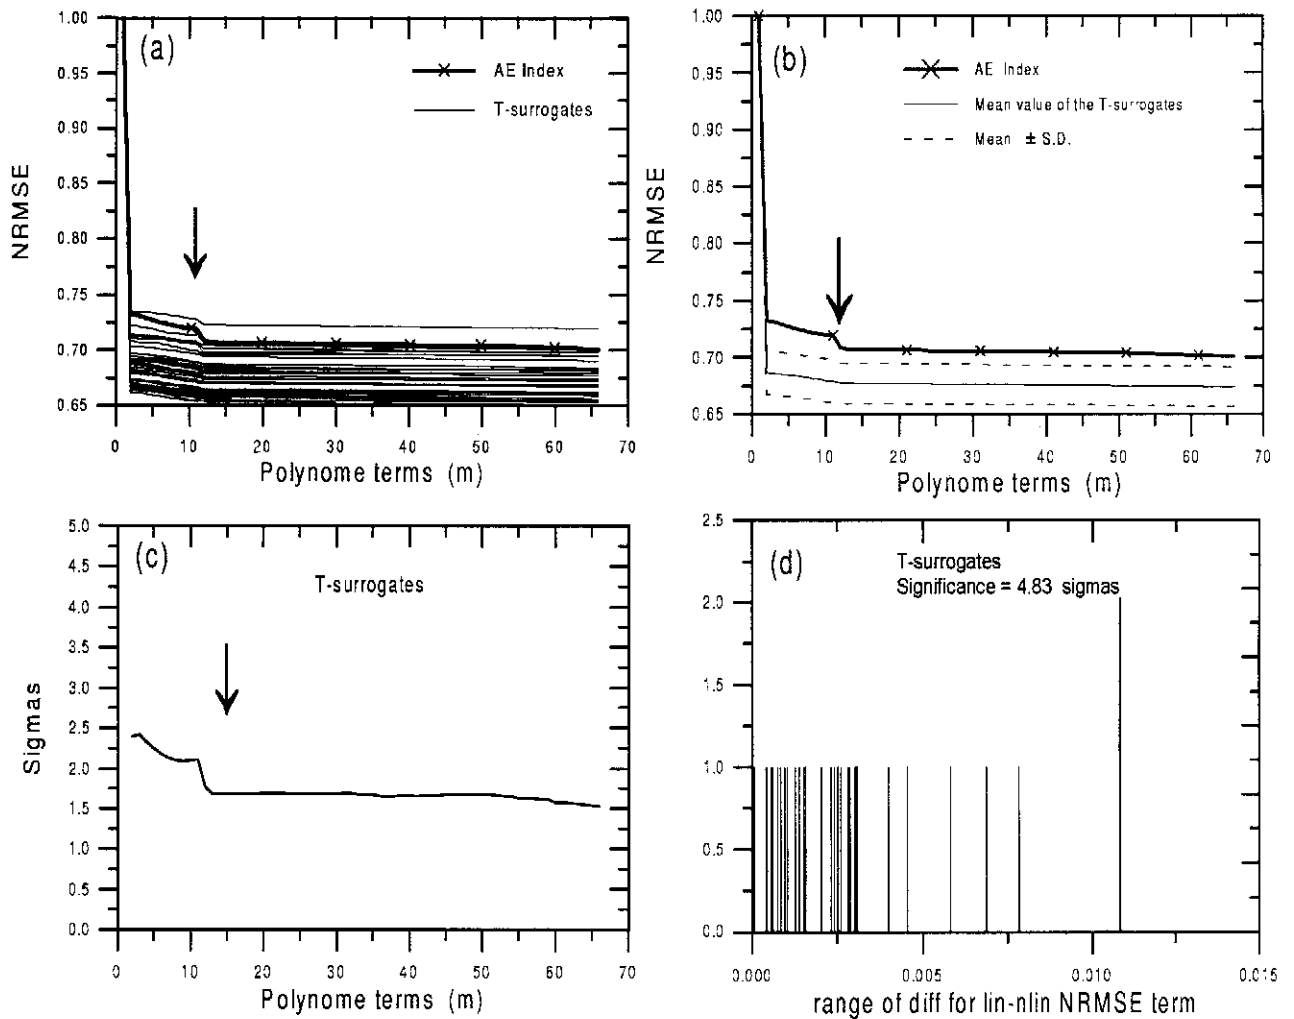 (a)
AE Index
T-surrogates
NRMSE
1.00
0.95
0.90
0.85
0.80
0.75
0.70
0.65
0 10 20 30 40 50 60 70
Polynome terms (m)
(b)
AE Index
Mean value of the T-surrogates
Mean ± S.D.
NRMSE
1.00
0.95
0.90
0.85
0.80
0.75
0.70
0.65
0 10 20 30 40 50 60 70
Polynome terms (m)
(c)
T-surrogates
Sigmas
5.0
4.5
4.0
3.5
3.0
2.5
2.0
1.5
1.0
0.5
0.0
0 10 20 30 40 50 60 70
Polynome terms (m)
(d)
T-surrogates
Significance = 4.83 sigmas
2.5
2.0
1.5
1.0
0.5
0.0
0.000 0.005 0.010 0.015
range of diff for lin-nlin NRMSE term